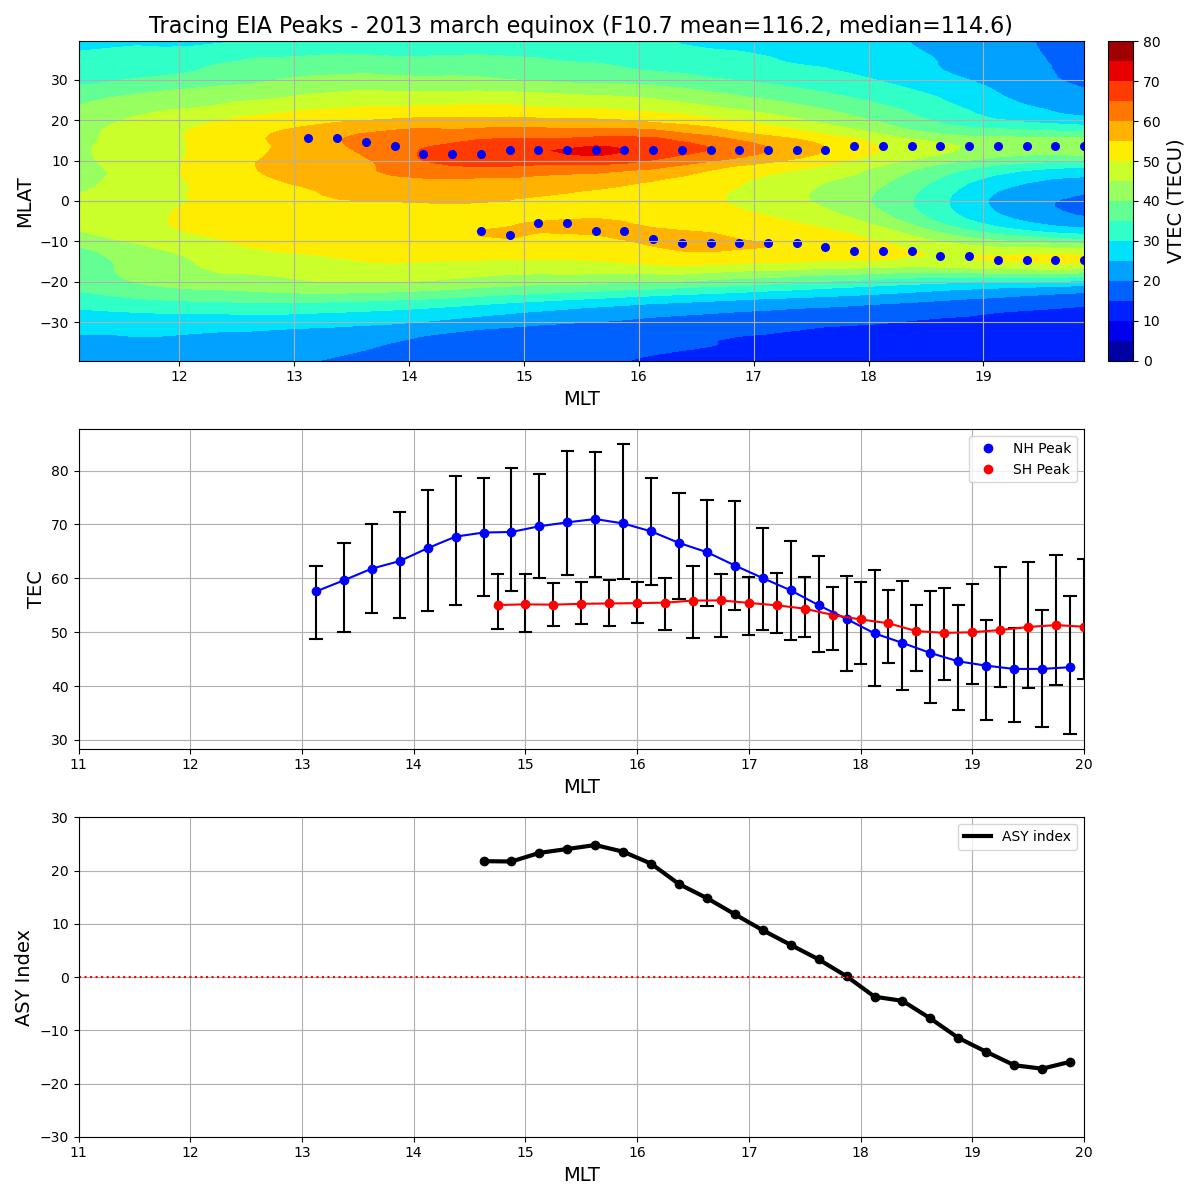 Tracing EIA Peaks - 2013 march equinox (F10.7 mean=116.2, median=114.6)
MLAT
30
20
10
0
−10
−20
−30
12 13 14 15 16 17 18 19
MLT
80
70
60
50
40
30
20
10
0
VTEC (TECU)
TEC
80
70
60
50
40
30
NH Peak
SH Peak
11 12 13 14 15 16 17 18 19 20
MLT
ASY Index
30
20
10
0
−10
−20
−30
ASY index
11 12 13 14 15 16 17 18 19 20
MLT